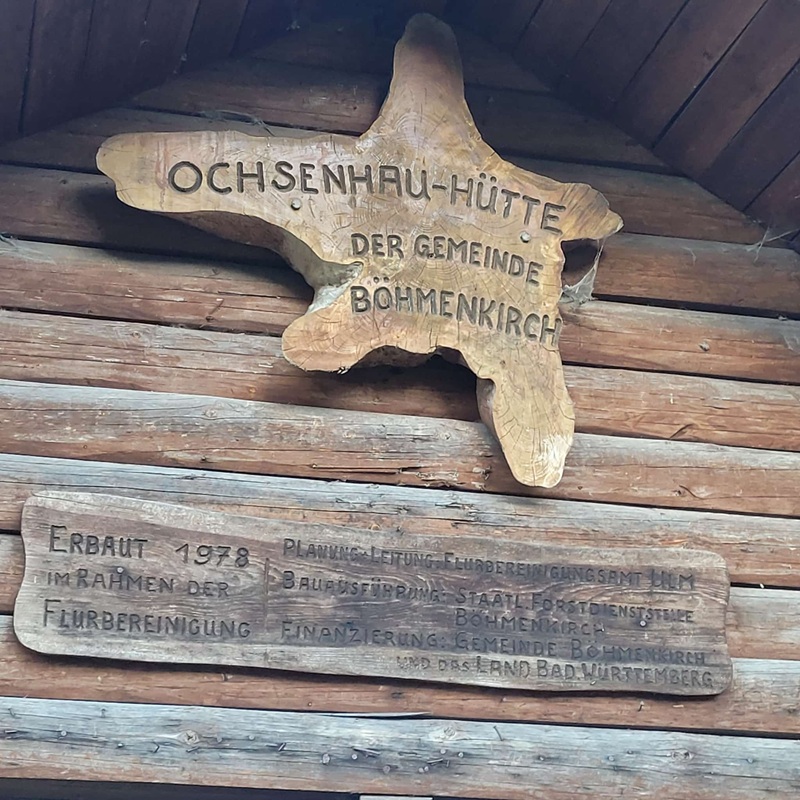 OCHSENHAU-HÜTTE
DER GEMEINDE
BÖHMENKIRCH
ERBAUT 1978
IM RAHMEN DER
FLURBEREINIGUNG
PLANUNG+LEITUNG: FLURBEREINIGUNGSAMT ULM
BAUAUSFÜHRUNG: STAATL. FORSTDIENSTSTELLE
BÖHMENKIRCH
FINANZIERUNG: GEMEINDE BÖHMENKIRCH
UND DAS LAND BAD. WÜRTTEMBERG